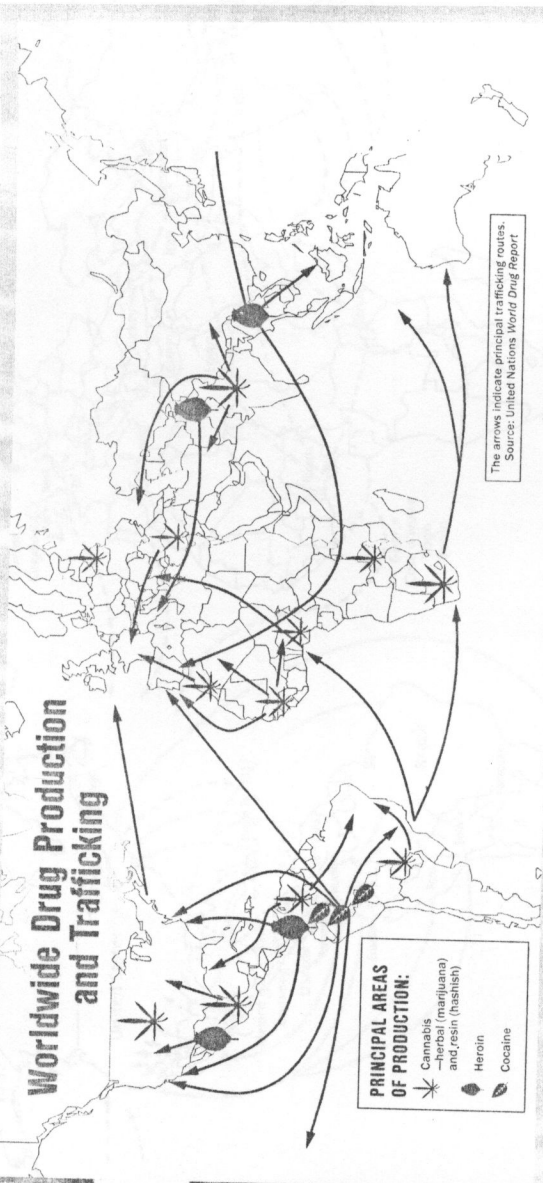 Worldwide Drug Production
and Trafficking
PRINCIPAL AREAS
OF PRODUCTION:
Cannabis
—herbal (marijuana)
and resin (hashish)
Heroin
Cocaine
The arrows indicate principal trafficking routes.
Source: United Nations World Drug Report